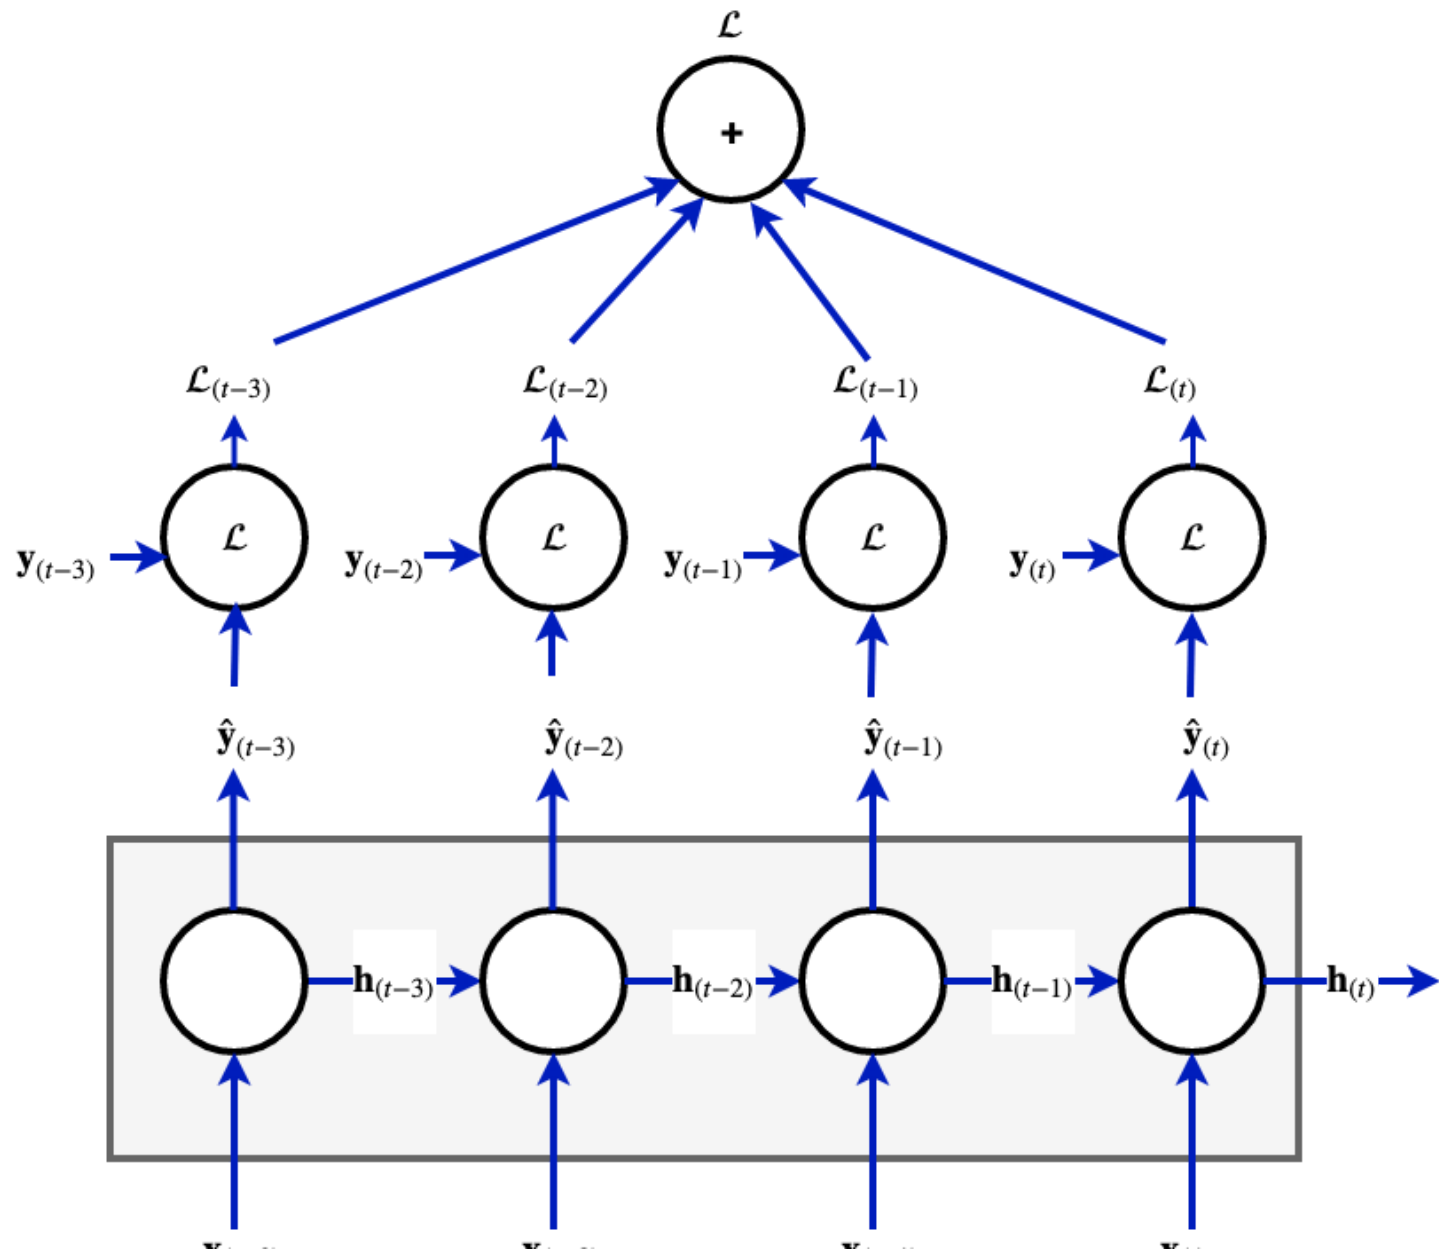 ℒ
+
ℒ(t−3) ℒ(t−2) ℒ(t−1) ℒ(t)
ℒ ℒ ℒ ℒ
y(t−3) y(t−2) y(t−1) y(t)
ŷ(t−3) ŷ(t−2) ŷ(t−1) ŷ(t)
h(t−3) h(t−2) h(t−1) h(t)